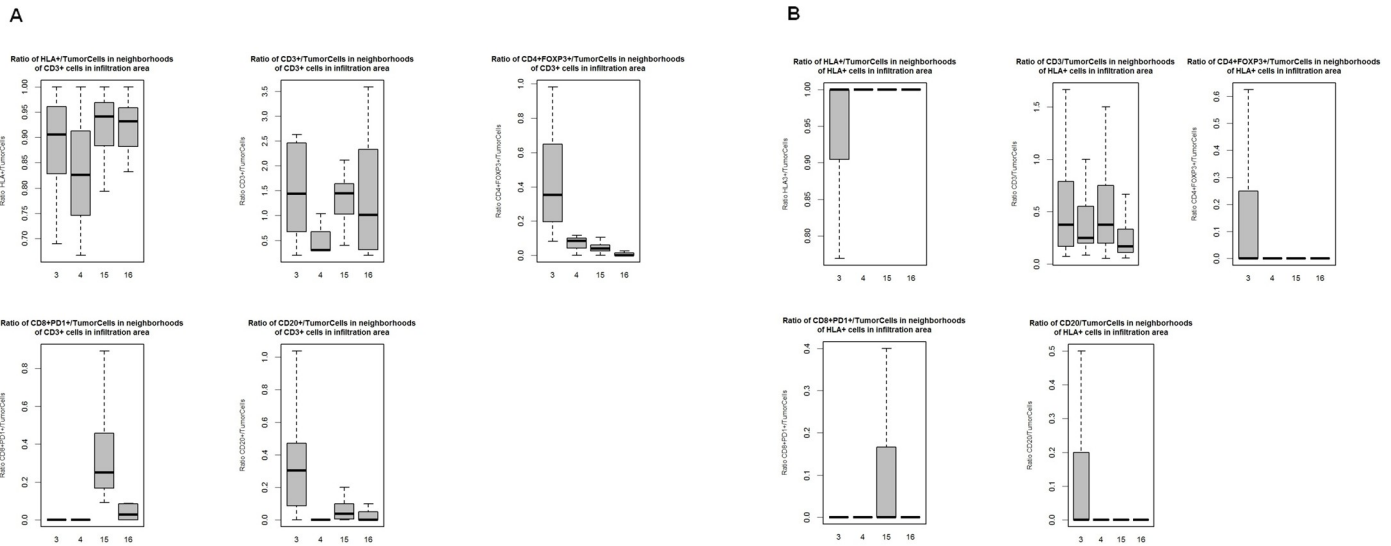 A
B
Ratio of HLA+/TumorCells in neighborhoods
of CD3+ cells in infiltration area
Ratio HLA+/TumorCells
1.00
0.95
0.90
0.85
0.80
0.75
0.70
3 4 15 16
Ratio of CD3+/TumorCells in neighborhoods
of CD3+ cells in infiltration area
Ratio CD3+/TumorCells
3.5
2.5
1.5
0.5
3 4 15 16
Ratio of CD4+FOXP3+/TumorCells in neighborhoods
of CD3+ cells in infiltration area
Ratio CD4+FOXP3+/TumorCells
1.0
0.8
0.6
0.4
0.2
0.0
3 4 15 16
Ratio of HLA+/TumorCells in neighborhoods
of HLA+ cells in infiltration area
Ratio HLA3+/TumorCells
1.00
0.95
0.90
0.85
0.80
3 4 15 16
Ratio of CD3/TumorCells in neighborhoods
of HLA+ cells in infiltration area
Ratio CD3/TumorCells
1.5
1.0
0.5
0.0
3 4 15 16
Ratio of CD4+FOXP3+/TumorCells in neighborhoods
of HLA+ cells in infiltration area
Ratio CD4+FOXP3+/TumorCells
0.6
0.5
0.4
0.3
0.2
0.1
0.0
3 4 15 16
Ratio of CD8+PD1+/TumorCells in neighborhoods
of CD3+ cells in infiltration area
Ratio CD8+PD1+/TumorCells
0.8
0.6
0.4
0.2
0.0
3 4 15 16
Ratio of CD20+/TumorCells in neighborhoods
of CD3+ cells in infiltration area
Ratio CD20+/TumorCells
1.0
0.8
0.6
0.4
0.2
0.0
3 4 15 16
Ratio of CD8+PD1+/TumorCells in neighborhoods
of HLA+ cells in infiltration area
Ratio CD8+PD1+/TumorCells
0.4
0.3
0.2
0.1
0.0
3 4 15 16
Ratio of CD20/TumorCells in neighborhoods
of HLA+ cells in infiltration area
Ratio CD20/TumorCells
0.5
0.4
0.3
0.2
0.1
0.0
3 4 15 16